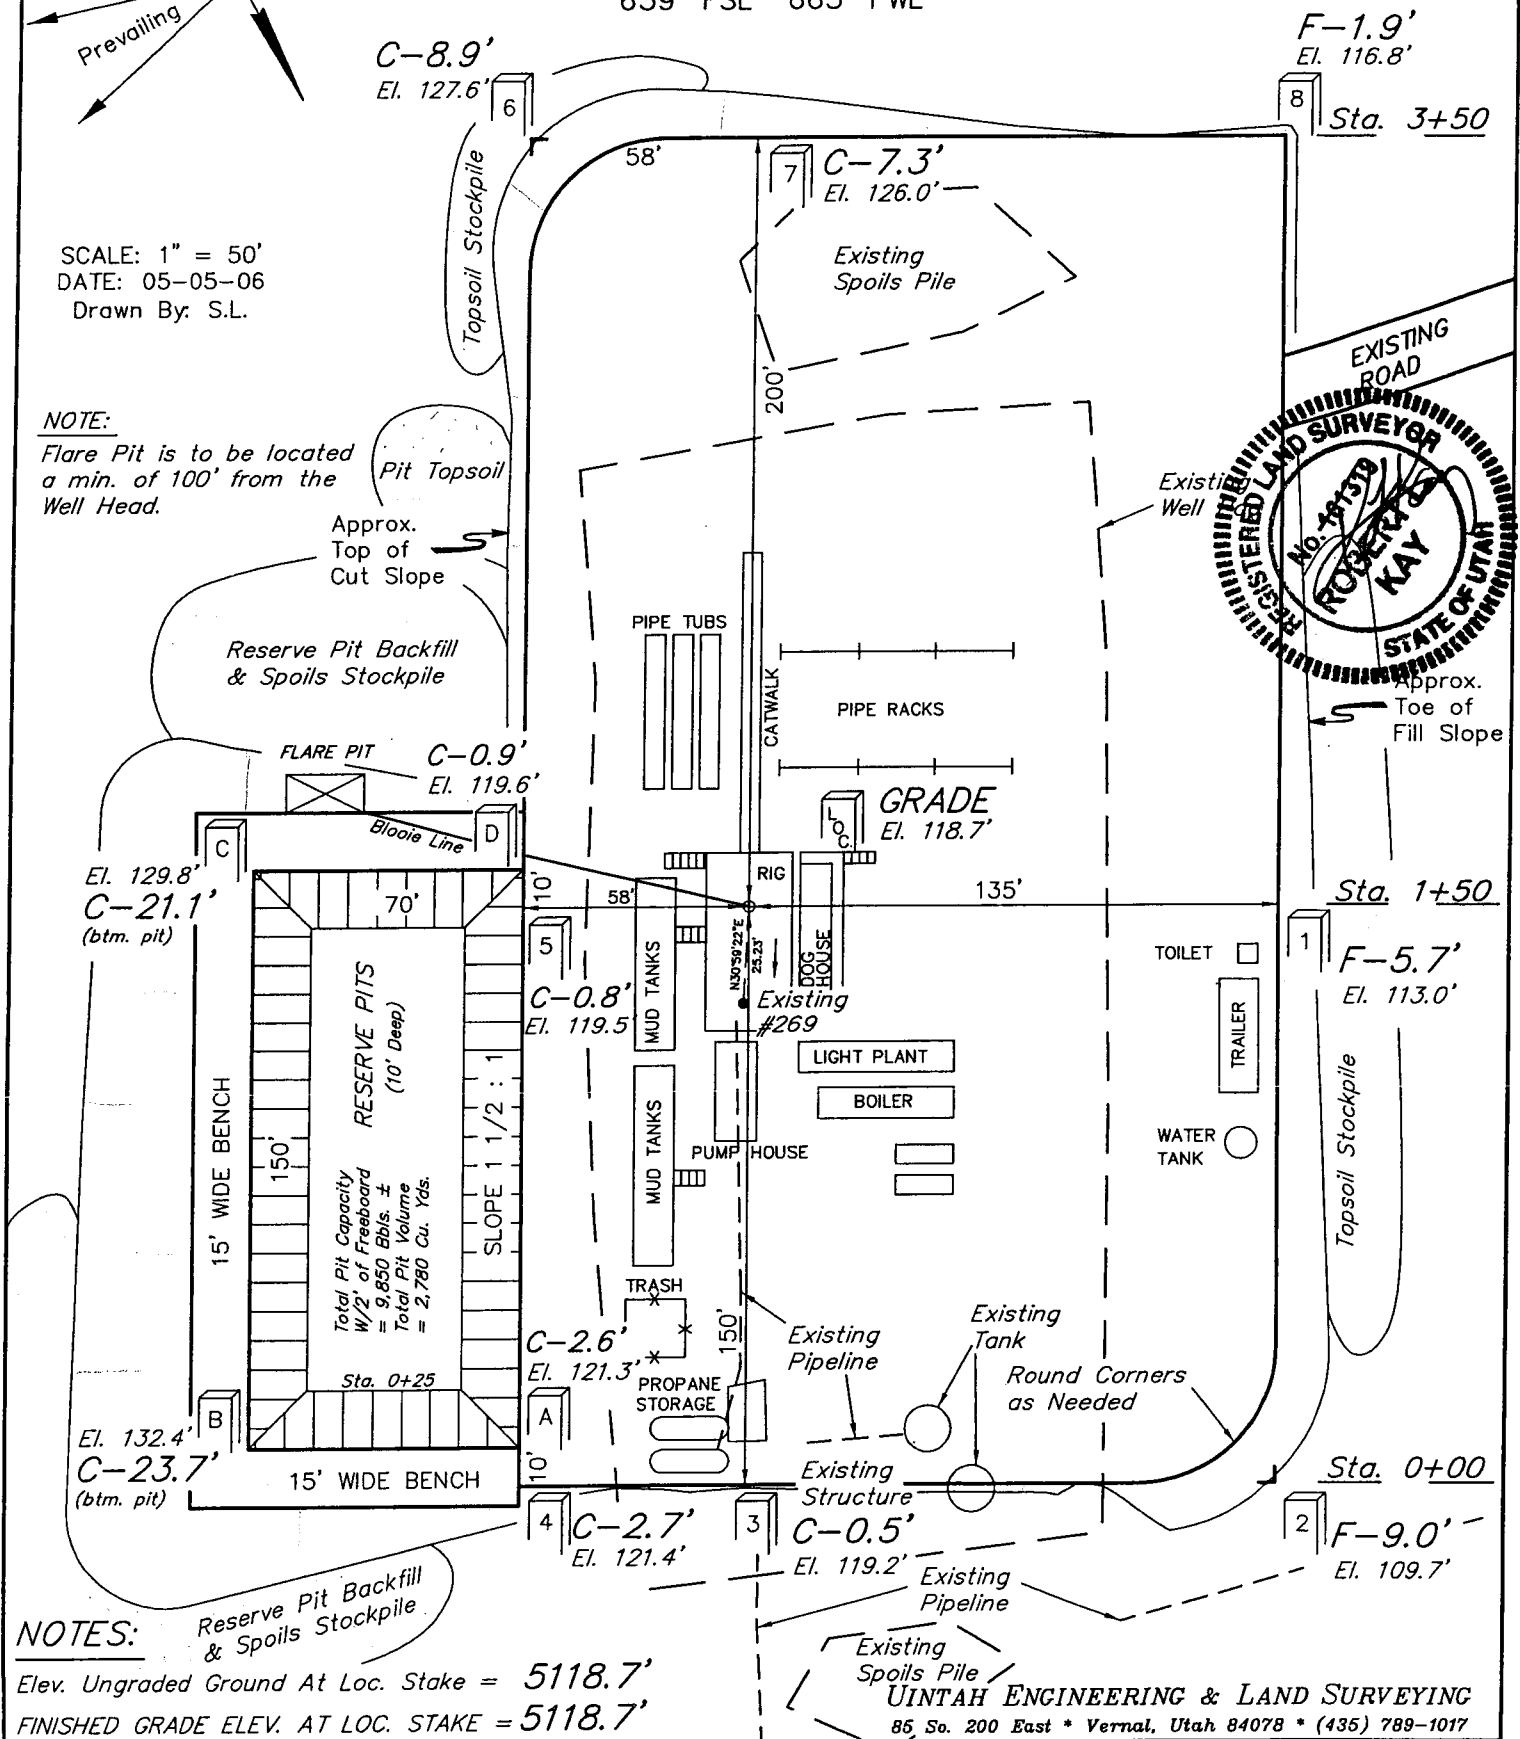 Prevailing
C-8.9'
El. 127.6'
6
F-1.9'
El. 116.8'
8
Sta. 3+50
58'
7
C-7.3'
El. 126.0'
Topsoil Stockpile
Existing
Spoils Pile
SCALE: 1" = 50'
DATE: 05-05-06
Drawn By: S.L.
200'
EXISTING
ROAD
NOTE:
Flare Pit is to be located
a min. of 100' from the
Well Head.
Pit Topsoil
Approx.
Top of
Cut Slope
Existing
Well
REGISTERED LAND SURVEYOR
No. 161319
ROBERT
KAY
STATE OF UTAH
Reserve Pit Backfill
& Spoils Stockpile
PIPE TUBS
CATWALK
PIPE RACKS
Approx.
Toe of
Fill Slope
FLARE PIT
C-0.9'
El. 119.6'
Blooie Line
D
C
LOC.
GRADE
El. 118.7'
El. 129.8'
C-21.1'
(btm. pit)
70'
10'
58'
RIG
135'
Sta. 1+50
5
C-0.8'
El. 119.5'
MUD TANKS
N30°59'22"E
25.23'
DOG
HOUSE
Existing
#269
TOILET
1
F-5.7'
El. 113.0'
TRAILER
15' WIDE BENCH
150'
RESERVE PITS
(10' Deep)
SLOPE 1 1/2 : 1
Total Pit Capacity
W/2' of Freeboard
= 9,850 Bbls. ±
Total Pit Volume
= 2,780 Cu. Yds.
LIGHT PLANT
BOILER
MUD TANKS
PUMP HOUSE
WATER
TANK
Topsoil Stockpile
TRASH
C-2.6'
El. 121.3'
150'
Existing
Pipeline
Existing
Tank
Round Corners
as Needed
Sta. 0+25
PROPANE
STORAGE
B
A
El. 132.4'
C-23.7'
(btm. pit)
15' WIDE BENCH
10'
Existing
Structure
Sta. 0+00
4
C-2.7'
El. 121.4'
3
C-0.5'
El. 119.2'
2
F-9.0'
El. 109.7'
Existing
Pipeline
Reserve Pit Backfill
& Spoils Stockpile
Existing
Spoils Pile
NOTES:
Elev. Ungraded Ground At Loc. Stake = 5118.7'
FINISHED GRADE ELEV. AT LOC. STAKE = 5118.7'
UINTAH ENGINEERING & LAND SURVEYING
85 So. 200 East * Vernal, Utah 84078 * (435) 789-1017